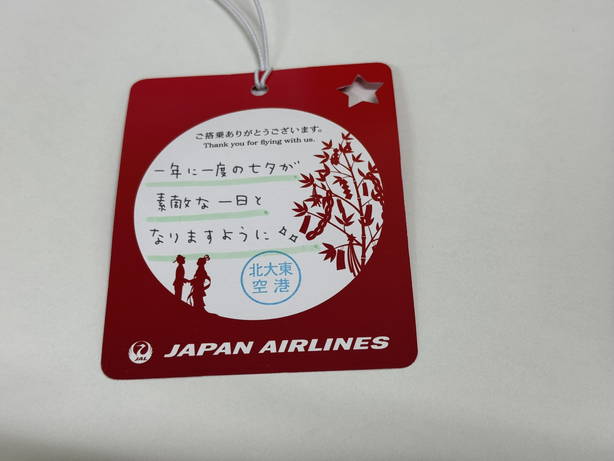 ご搭乗ありがとうございます。
Thank you for flying with us.
一年に一度の七夕が
素敵な一日と
なりますように
北大東
空港
JAL
JAPAN AIRLINES